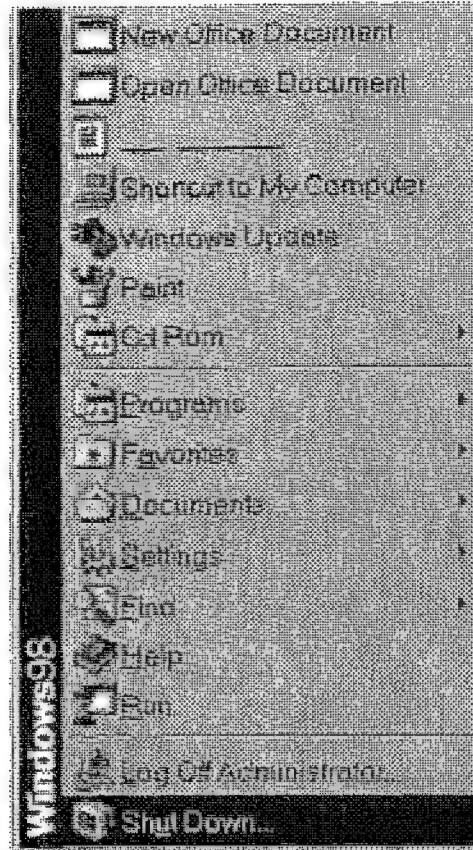 New Office Document
Open Office Document
Shortcut to My Computer
Windows Update
Paint
Cd Rom
Programs
Favorites
Documents
Settings
Find
Help
Run
Log Off Administrator...
Shut Down...
Windows98